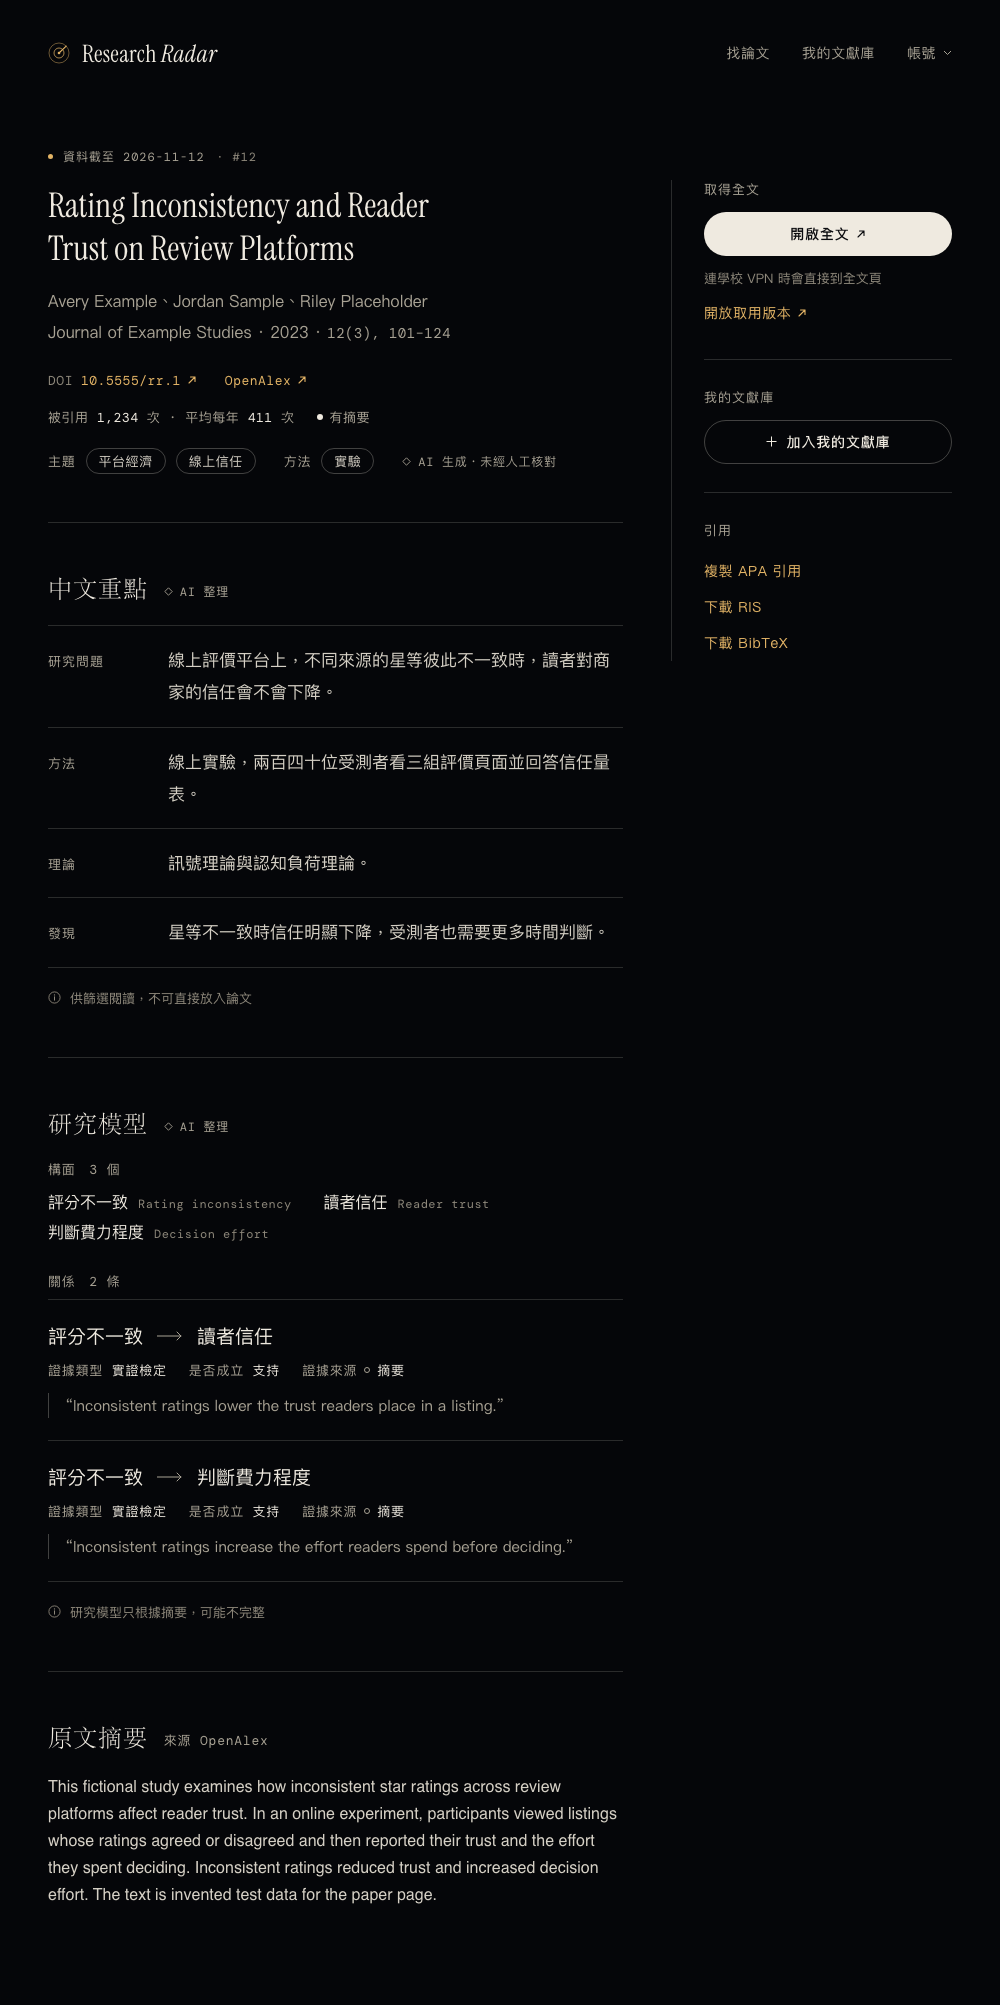 Research Radar
找論文 我的文獻庫 帳號
資料截至 2026-11-12 · #12
Rating Inconsistency and Reader
Trust on Review Platforms
Avery Example、Jordan Sample、Riley Placeholder
Journal of Example Studies · 2023 · 12(3), 101–124
DOI 10.5555/rr.1 ↗ OpenAlex ↗
被引用 1,234 次 · 平均每年 411 次 有摘要
主題 平台經濟 線上信任 方法 實驗 ◇ AI 生成·未經人工核對
取得全文
開啟全文 ↗
連學校 VPN 時會直接到全文頁
開放取用版本 ↗
我的文獻庫
+ 加入我的文獻庫
引用
複製 APA 引用
下載 RIS
下載 BibTeX
中文重點 ◇ AI 整理
研究問題 線上評價平台上，不同來源的星等彼此不一致時，讀者對商
家的信任會不會下降。
方法 線上實驗，兩百四十位受測者看三組評價頁面並回答信任量
表。
理論 訊號理論與認知負荷理論。
發現 星等不一致時信任明顯下降，受測者也需要更多時間判斷。
供篩選閱讀，不可直接放入論文
研究模型 ◇ AI 整理
構面 3 個
評分不一致 Rating inconsistency 讀者信任 Reader trust
判斷費力程度 Decision effort
關係 2 條
評分不一致 → 讀者信任
證據類型 實證檢定 是否成立 支持 證據來源 摘要
“Inconsistent ratings lower the trust readers place in a listing.”
評分不一致 → 判斷費力程度
證據類型 實證檢定 是否成立 支持 證據來源 摘要
“Inconsistent ratings increase the effort readers spend before deciding.”
研究模型只根據摘要，可能不完整
原文摘要 來源 OpenAlex
This fictional study examines how inconsistent star ratings across review
platforms affect reader trust. In an online experiment, participants viewed listings
whose ratings agreed or disagreed and then reported their trust and the effort
they spent deciding. Inconsistent ratings reduced trust and increased decision
effort. The text is invented test data for the paper page.